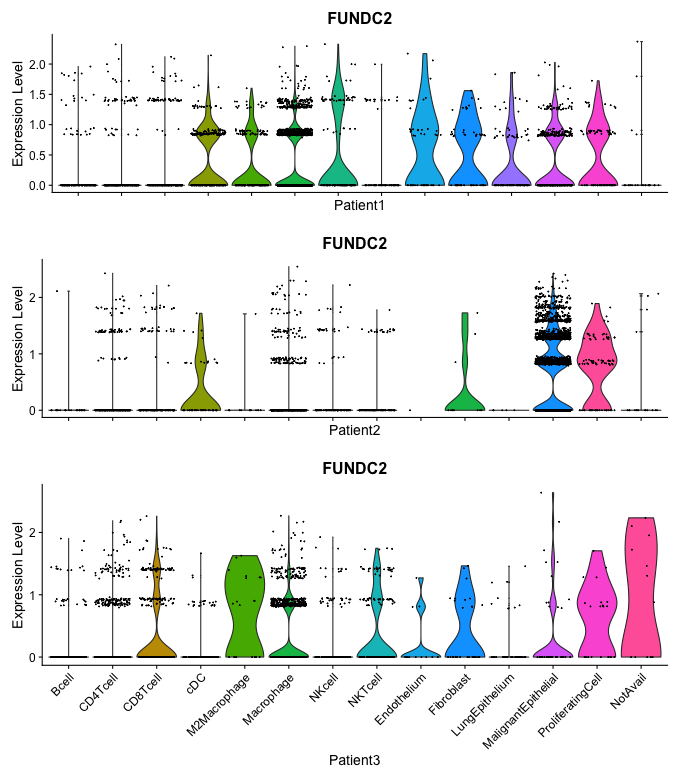 FUNDC2
Expression Level
2.0
1.5
1.0
0.5
0.0
Patient1
FUNDC2
Expression Level
2
1
0
Patient2
FUNDC2
Expression Level
2
1
0
Bcell
CD4Tcell
CD8Tcell
cDC
M2Macrophage
Macrophage
NKcell
NKTcell
Endothelium
Fibroblast
LungEpithelium
MalignantEpithelial
ProliferatingCell
NotAvail
Patient3